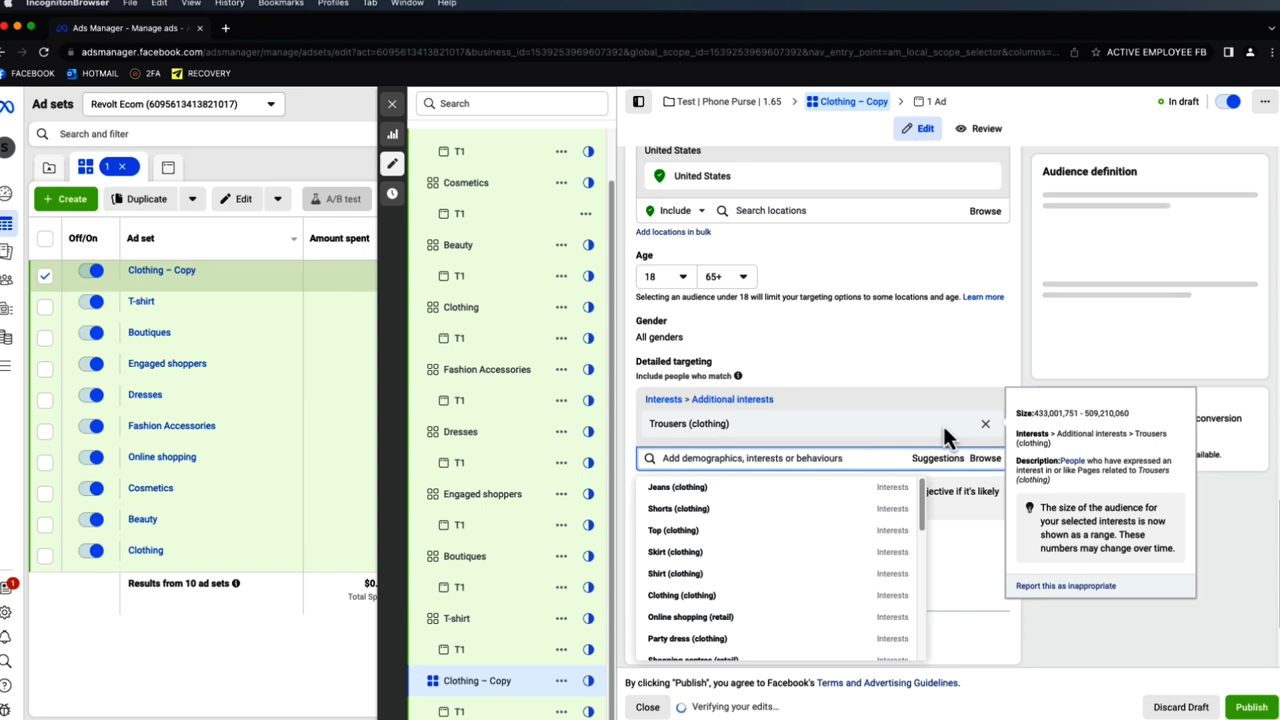 IncognitonBrowser File Edit View History Bookmarks Profiles Tab Window Help
Ads Manager - Manage ads -
adsmanager.facebook.com/adsmanager/manage/adsets/edit?act=6095613413821017&business_id=1539253969607392&global_scope_id=1539253969607392&nav_entry_point=am_local_scope_selector&columns=...
ACTIVE EMPLOYEE FB
FACEBOOK HOTMAIL 2FA RECOVERY
Ad sets
Revolt Ecom (6095613413821017)
Search and filter
1
Create Duplicate Edit A/B test
Off/On Ad set Amount spent
Clothing – Copy
T-shirt
Boutiques
Engaged shoppers
Dresses
Fashion Accessories
Online shopping
Cosmetics
Beauty
Clothing
Results from 10 ad sets
$0.
Total Sp
S
1
Search
T1
Cosmetics
T1
Beauty
T1
Clothing
T1
Fashion Accessories
T1
Dresses
T1
Engaged shoppers
T1
Boutiques
T1
T-shirt
T1
Clothing – Copy
T1
Test | Phone Purse | 1.65 > Clothing – Copy > 1 Ad
In draft
Edit Review
United States
United States
Include Search locations Browse
Add locations in bulk
Age
18 65+
Selecting an audience under 18 will limit your targeting options to some locations and age. Learn more
Gender
All genders
Detailed targeting
Include people who match
Interests > Additional interests
Trousers (clothing)
Add demographics, interests or behaviours Suggestions Browse
Jeans (clothing) Interests
Shorts (clothing) Interests
Top (clothing) Interests
Skirt (clothing) Interests
Shirt (clothing) Interests
Clothing (clothing) Interests
Online shopping (retail) Interests
Party dress (clothing) Interests
Shopping centres (retail) Interests
jective if it's likely
Audience definition
conversion
lable.
Size:433,001,751 - 509,210,060
Interests > Additional interests > Trousers
(clothing)
Description:People who have expressed an
interest in or like Pages related to Trousers
(clothing)
The size of the audience for
your selected interests is now
shown as a range. These
numbers may change over time.
Report this as inappropriate
By clicking "Publish", you agree to Facebook's Terms and Advertising Guidelines.
Close Verifying your edits... Discard Draft Publish